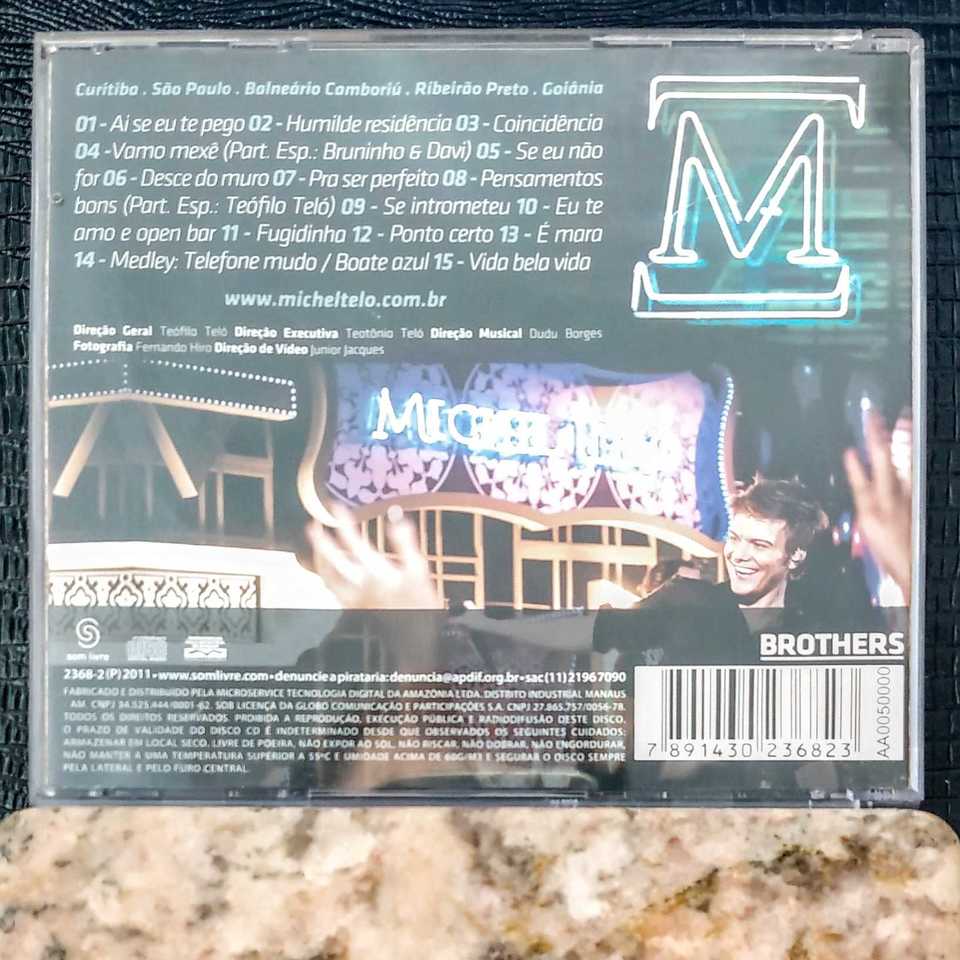 Curitiba . São Paulo . Balneário Camboriú . Ribeirão Preto . Goiânia
01 - Ai se eu te pego 02 - Humilde residência 03 - Coincidência
04 -Vamo mexê (Part. Esp.: Bruninho & Davi) 05 - Se eu não
for 06 - Desce do muro 07 - Pra ser perfeito 08 - Pensamentos
bons (Part. Esp.: Teófilo Teló) 09 - Se intrometeu 10 - Eu te
amo e open bar 11 - Fugidinha 12 - Ponto certo 13 - É mara
14 - Medley: Telefone mudo / Boate azul 15 - Vida bela vida
www.micheltelo.com.br
Direção Geral Teófilo Teló Direção Executiva Teotônio Teló Direção Musical Dudu Borges
Fotografia Fernando Hiro Direção de Vídeo Junior Jacques
MT
MICHEL TELÓ
BROTHERS
som livre
2368-2 (P) 2011 - www.somlivre.com - denuncie a pirataria: denuncia@apdif.org.br - sac (11) 21967090
FABRICADO E DISTRIBUÍDO PELA MICROSERVICE TECNOLOGIA DIGITAL DA AMAZÔNIA LTDA. DISTRITO INDUSTRIAL MANAUS
AM. CNPJ 34.525.444/0001-62. SOB LICENÇA DA GLOBO COMUNICAÇÃO E PARTICIPAÇÕES S.A. CNPJ 27.865.757/0056-78.
TODOS OS DIREITOS RESERVADOS. PROIBIDA A REPRODUÇÃO, EXECUÇÃO PÚBLICA E RADIODIFUSÃO DESTE DISCO.
O PRAZO DE VALIDADE DO DISCO CD É INDETERMINADO DESDE QUE OBSERVADOS OS SEGUINTES CUIDADOS:
ARMAZENAR EM LOCAL SECO, LIVRE DE POEIRA, NÃO EXPOR AO SOL, NÃO RISCAR, NÃO DOBRAR, NÃO ENGORDURAR,
NÃO MANTER A UMA TEMPERATURA SUPERIOR A 55ºC E UMIDADE ACIMA DE 60G/M3 E SEGURAR O DISCO SEMPRE
PELA LATERAL E PELO FURO CENTRAL.
7 891430 236823
AA0050000